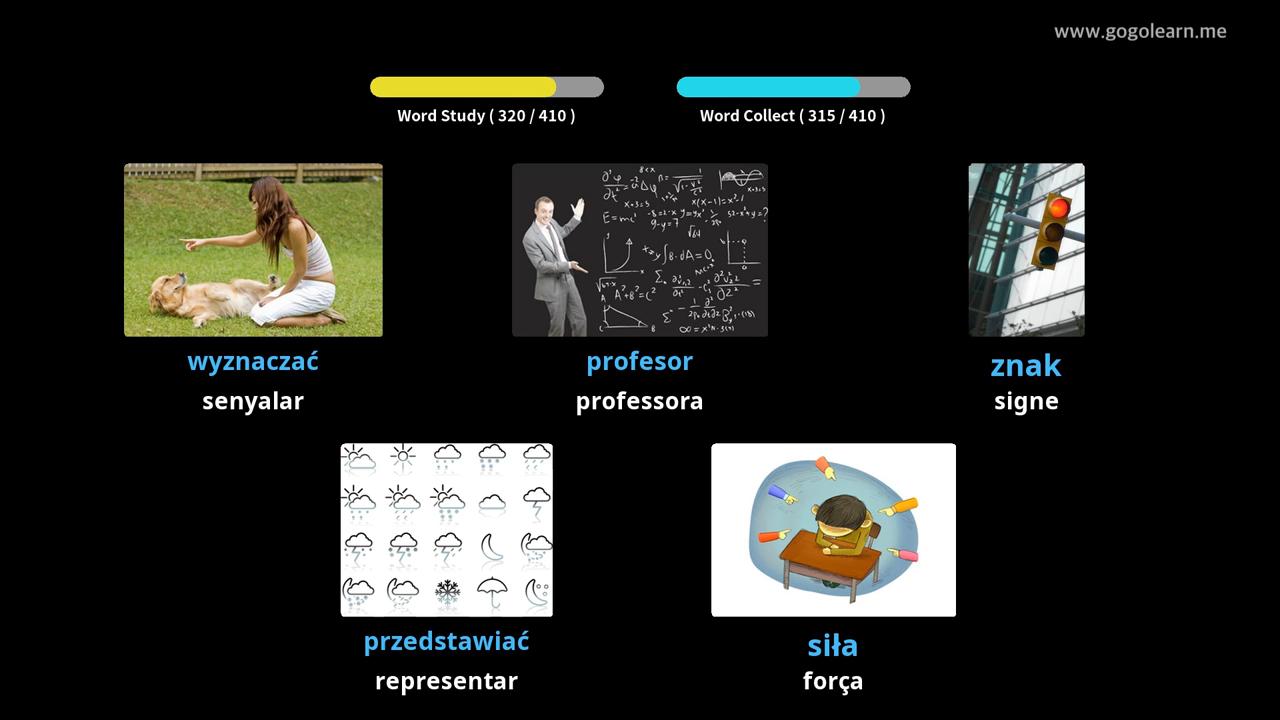 www.gogolearn.me
Word Study ( 320 / 410 )
Word Collect ( 315 / 410 )
wyznaczać
senyalar
profesor
professora
znak
signe
przedstawiać
representar
siła
força